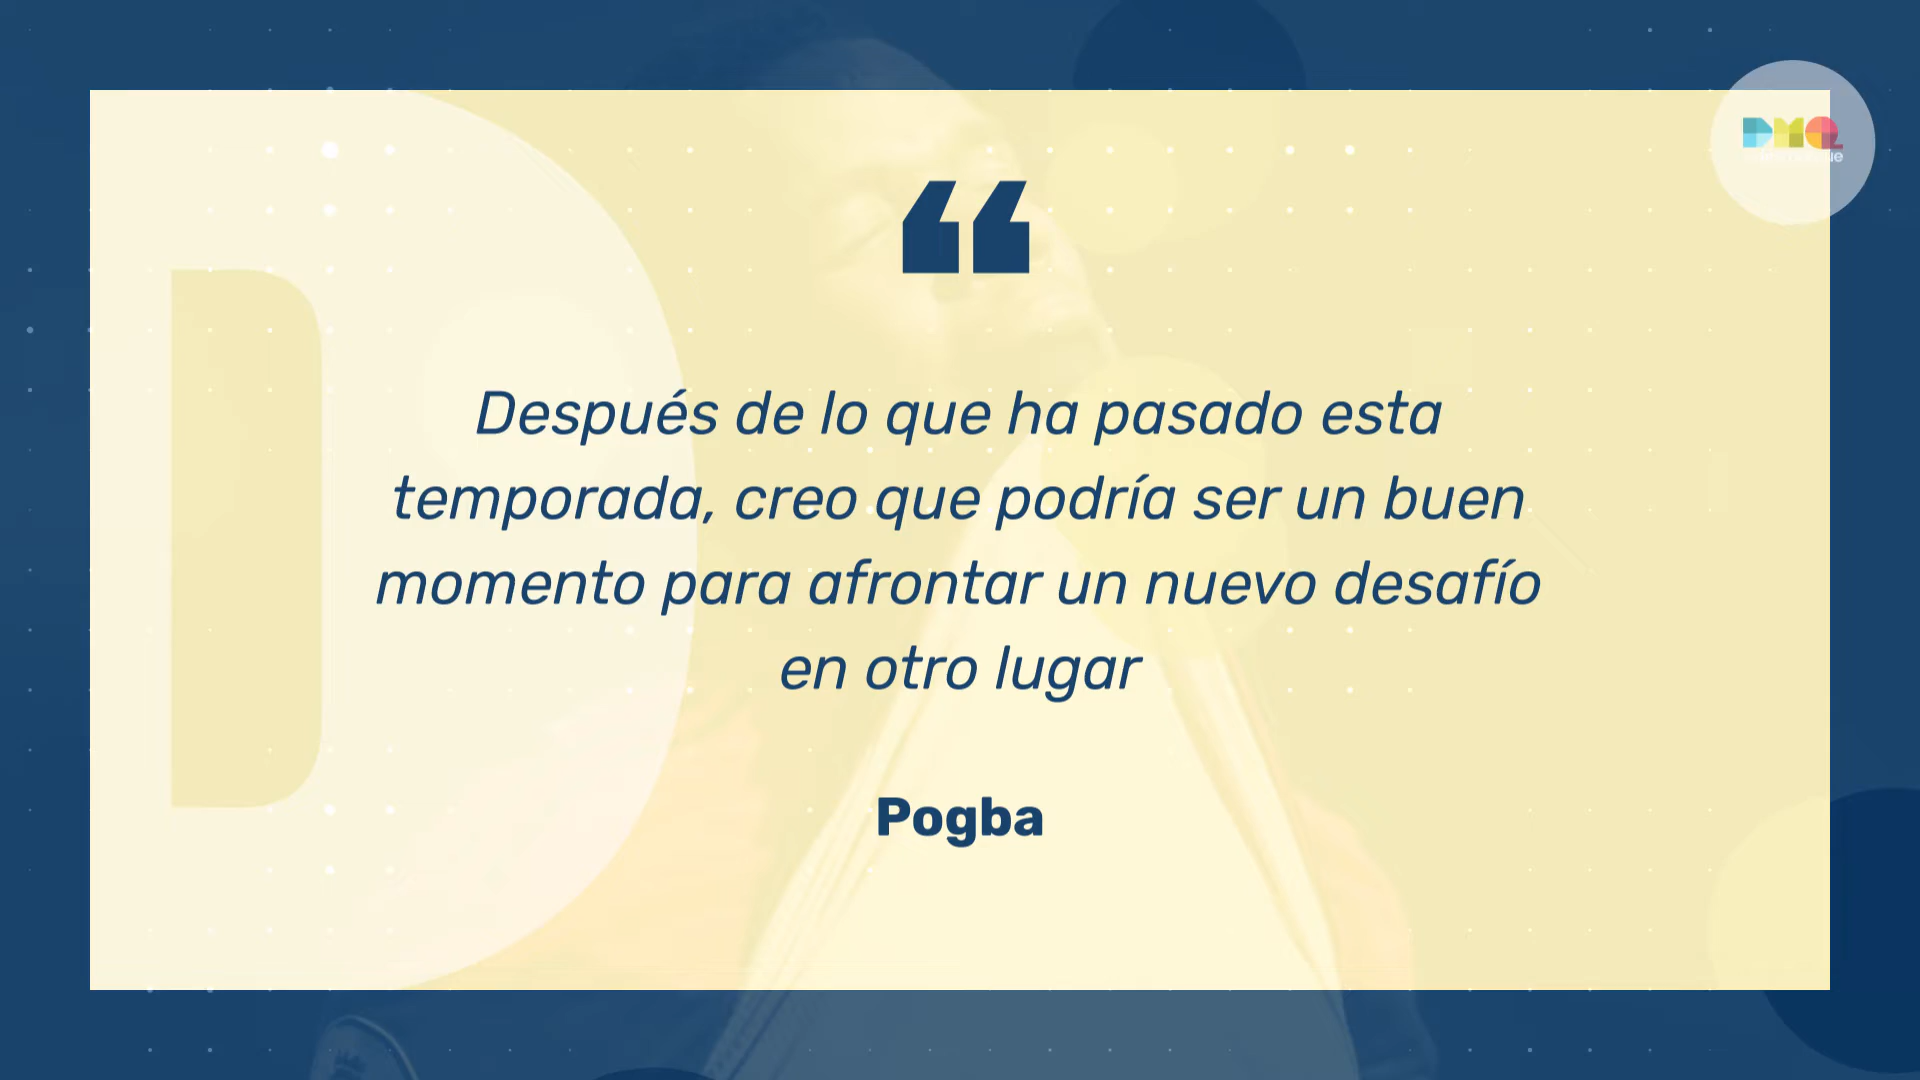 DMQ
“
Después de lo que ha pasado esta
temporada, creo que podría ser un buen
momento para afrontar un nuevo desafío
en otro lugar
Pogba